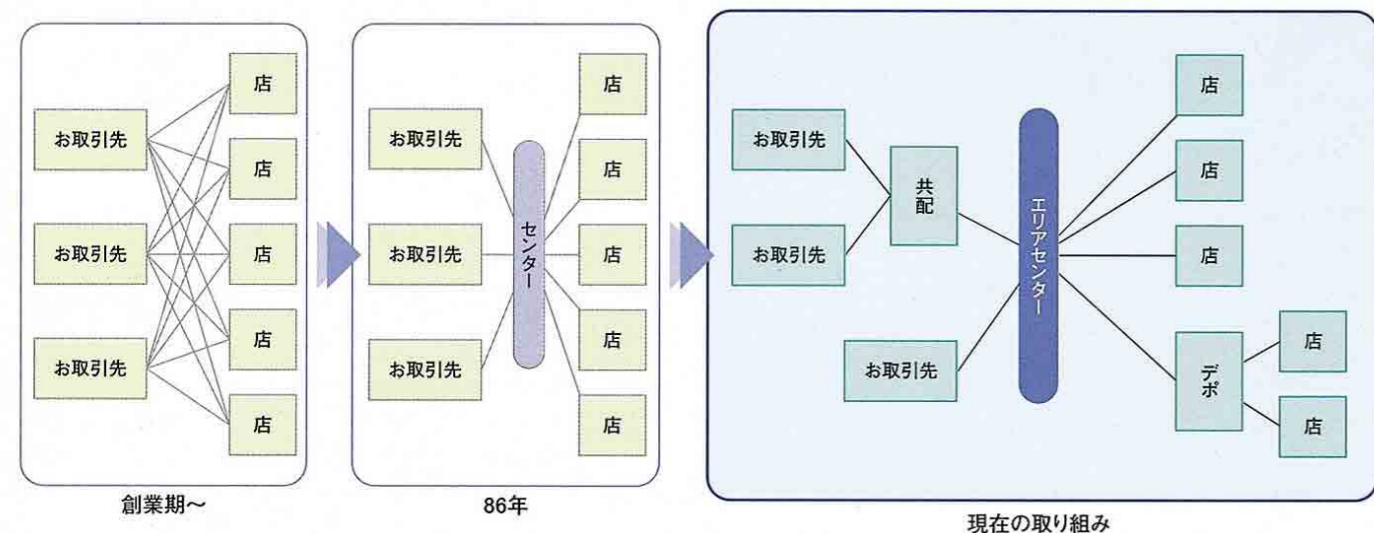 店
お取引先
店
お取引先
店
店
お取引先
店
創業期～
店
お取引先
店
お取引先
センター
店
店
お取引先
店
86年
店
お取引先
共配
店
お取引先
エリアセンター
店
お取引先
デポ
店
店
現在の取り組み